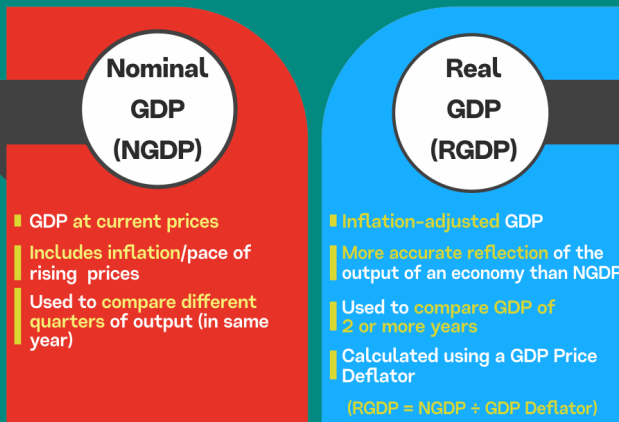 Nominal
GDP
(NGDP)
GDP at current prices
Includes inflation/pace of
rising prices
Used to compare different
quarters of output (in same
year)
Real
GDP
(RGDP)
Inflation-adjusted GDP
More accurate reflection of the
output of an economy than NGDP
Used to compare GDP of
2 or more years
Calculated using a GDP Price
Deflator
(RGDP = NGDP ÷ GDP Deflator)